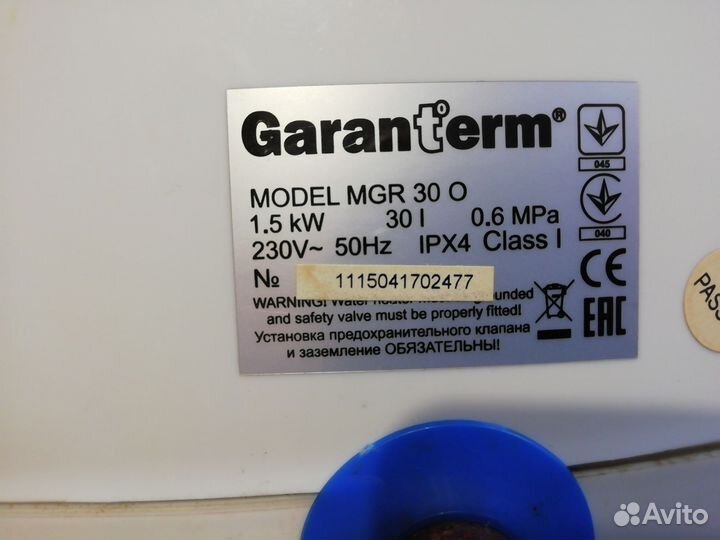 Garanterm®
MODEL MGR 30 O
1.5 kW 30 l 0.6 MPa
230V~ 50Hz IPX4 Class I
№ 1115041702477
WARNING! Water
and safety valve must be properly fitted!
Установка предохранительного клапана
и заземление ОБЯЗАТЕЛЬНЫ!
045
040
CE
EAC
PASS
Avito